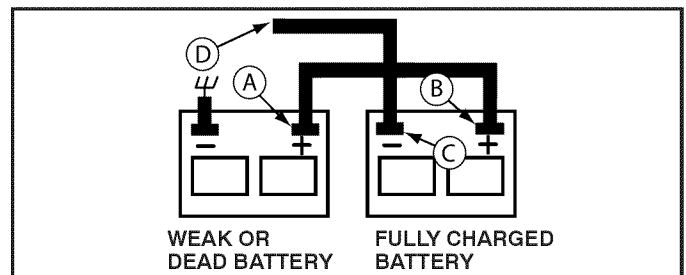 D
A
B
− + − C +
WEAK OR
DEAD BATTERY
FULLY CHARGED
BATTERY